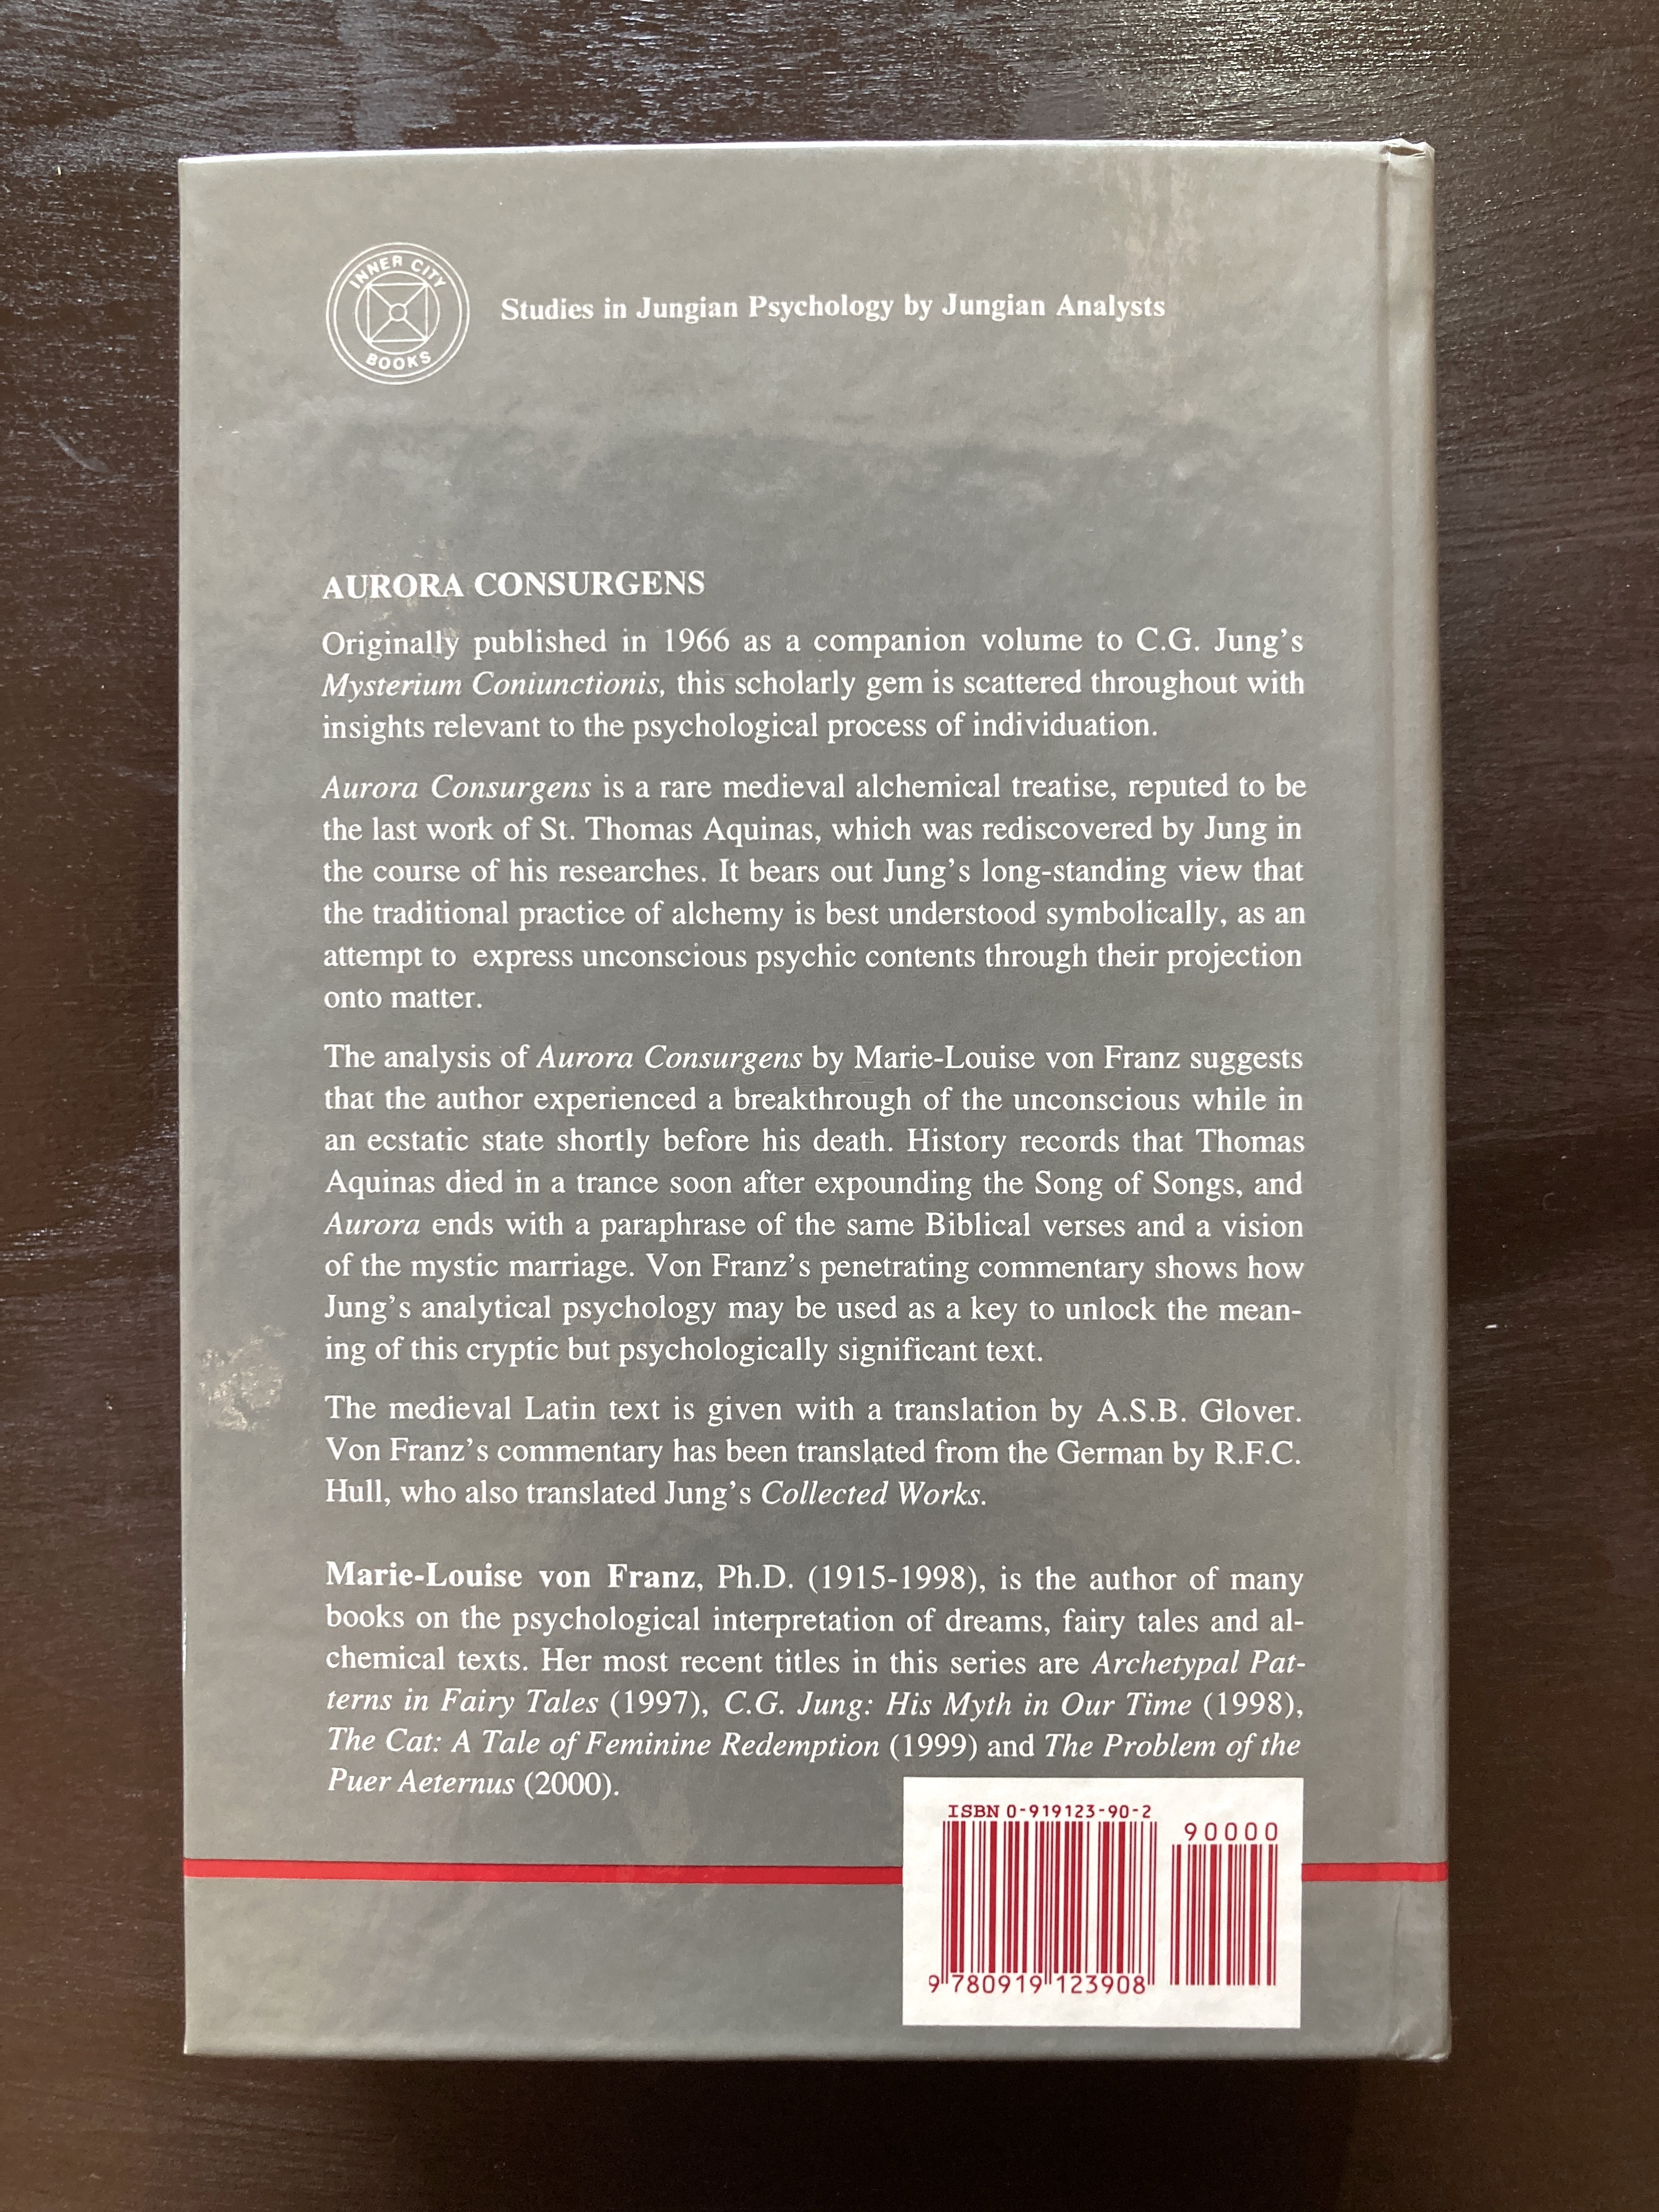 INNER CITY
BOOKS
Studies in Jungian Psychology by Jungian Analysts
AURORA CONSURGENS
Originally published in 1966 as a companion volume to C.G. Jung's
Mysterium Coniunctionis, this scholarly gem is scattered throughout with
insights relevant to the psychological process of individuation.
Aurora Consurgens is a rare medieval alchemical treatise, reputed to be
the last work of St. Thomas Aquinas, which was rediscovered by Jung in
the course of his researches. It bears out Jung's long-standing view that
the traditional practice of alchemy is best understood symbolically, as an
attempt to express unconscious psychic contents through their projection
onto matter.
The analysis of Aurora Consurgens by Marie-Louise von Franz suggests
that the author experienced a breakthrough of the unconscious while in
an ecstatic state shortly before his death. History records that Thomas
Aquinas died in a trance soon after expounding the Song of Songs, and
Aurora ends with a paraphrase of the same Biblical verses and a vision
of the mystic marriage. Von Franz's penetrating commentary shows how
Jung's analytical psychology may be used as a key to unlock the mean-
ing of this cryptic but psychologically significant text.
The medieval Latin text is given with a translation by A.S.B. Glover.
Von Franz's commentary has been translated from the German by R.F.C.
Hull, who also translated Jung's Collected Works.
Marie-Louise von Franz, Ph.D. (1915-1998), is the author of many
books on the psychological interpretation of dreams, fairy tales and al-
chemical texts. Her most recent titles in this series are Archetypal Pat-
terns in Fairy Tales (1997), C.G. Jung: His Myth in Our Time (1998),
The Cat: A Tale of Feminine Redemption (1999) and The Problem of the
Puer Aeternus (2000).
ISBN 0-919123-90-2
90000
9 780919 123908